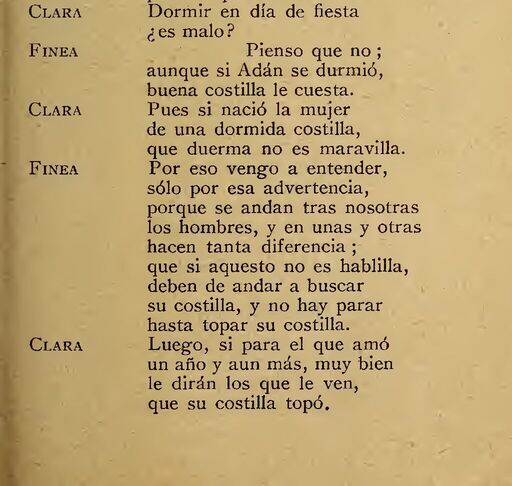 CLARA Dormir en día de fiesta
¿es malo?
FINEA Pienso que no ;
aunque si Adán se durmió,
buena costilla le cuesta.
CLARA Pues si nació la mujer
de una dormida costilla,
que duerma no es maravilla.
FINEA Por eso vengo a entender,
sólo por esa advertencia,
porque se andan tras nosotras
los hombres, y en unas y otras
hacen tanta diferencia ;
que si aquesto no es hablilla,
deben de andar a buscar
su costilla, y no hay parar
hasta topar su costilla.
CLARA Luego, si para el que amó
un año y aun más, muy bien
le dirán los que le ven,
que su costilla topó.